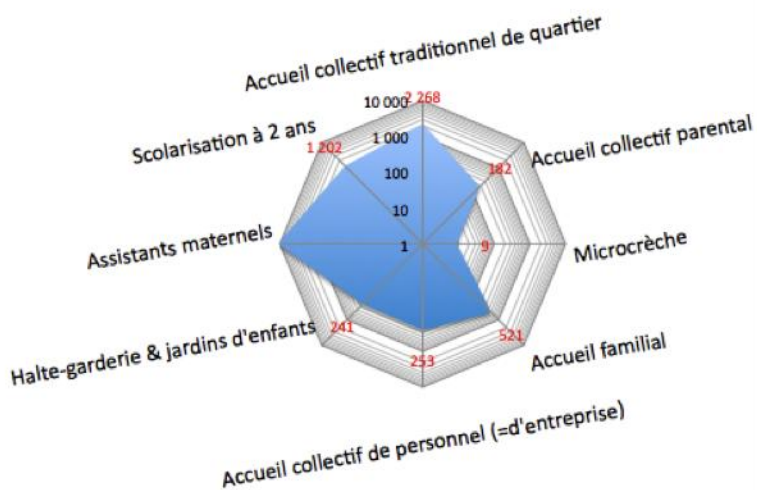 Accueil collectif traditionnel de quartier
10 000
2 268
Scolarisation à 2 ans
1 202
1 000
Accueil collectif parental
182
100
10
Assistants maternels
1
9
Microcrèche
Halte-garderie & jardins d'enfants
241
253
521
Accueil familial
Accueil collectif de personnel (=d'entreprise)